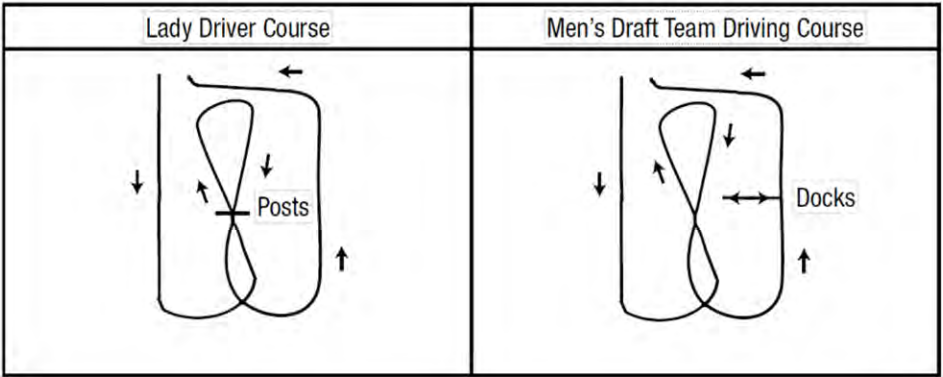 Lady Driver Course
Men's Draft Team Driving Course
Posts
Docks